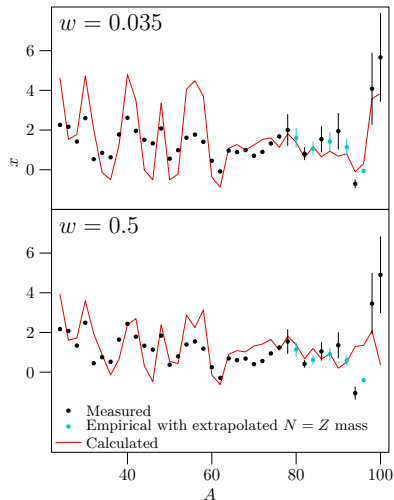 w = 0.035
6
4
2
0
x
w = 0.5
6
4
2
0
Measured
Empirical with extrapolated N = Z mass
Calculated
40
60
80
100
A